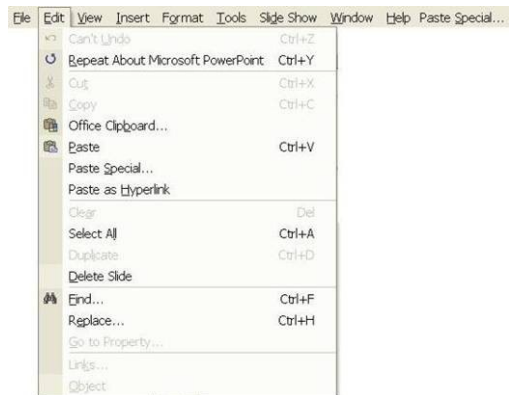 File Edit View Insert Format Tools Slide Show Window Help Paste Special...
Can't Undo Ctrl+Z
Repeat About Microsoft PowerPoint Ctrl+Y
Cut Ctrl+X
Copy Ctrl+C
Office Clipboard...
Paste Ctrl+V
Paste Special...
Paste as Hyperlink
Clear Del
Select All Ctrl+A
Duplicate Ctrl+D
Delete Slide
Find... Ctrl+F
Replace... Ctrl+H
Go to Property...
Links...
Object